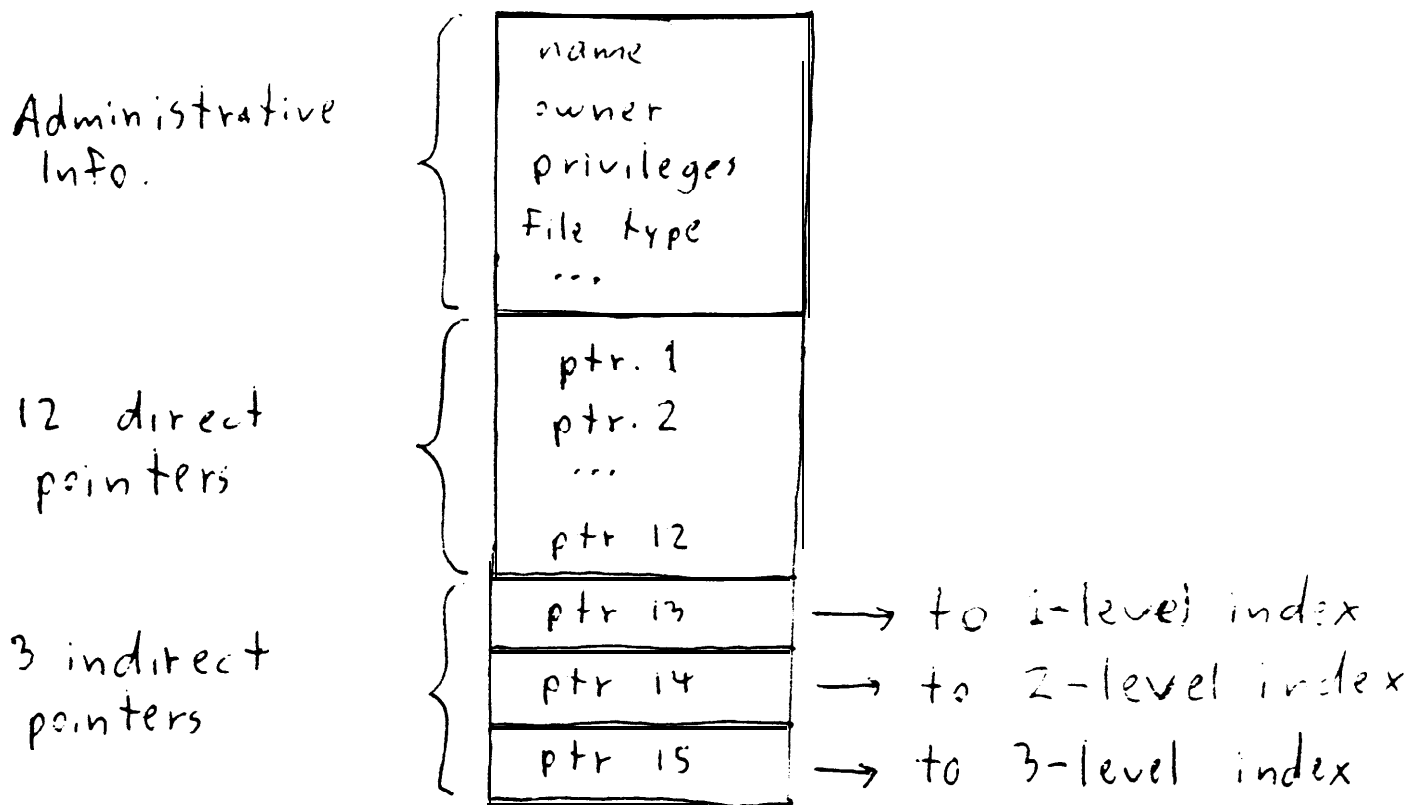 Administrative
Info.
name
owner
privileges
File type
...
12 direct
pointers
ptr. 1
ptr. 2
...
ptr 12
3 indirect
pointers
ptr 13 → to 1-level index
ptr 14 → to 2-level index
ptr 15 → to 3-level index